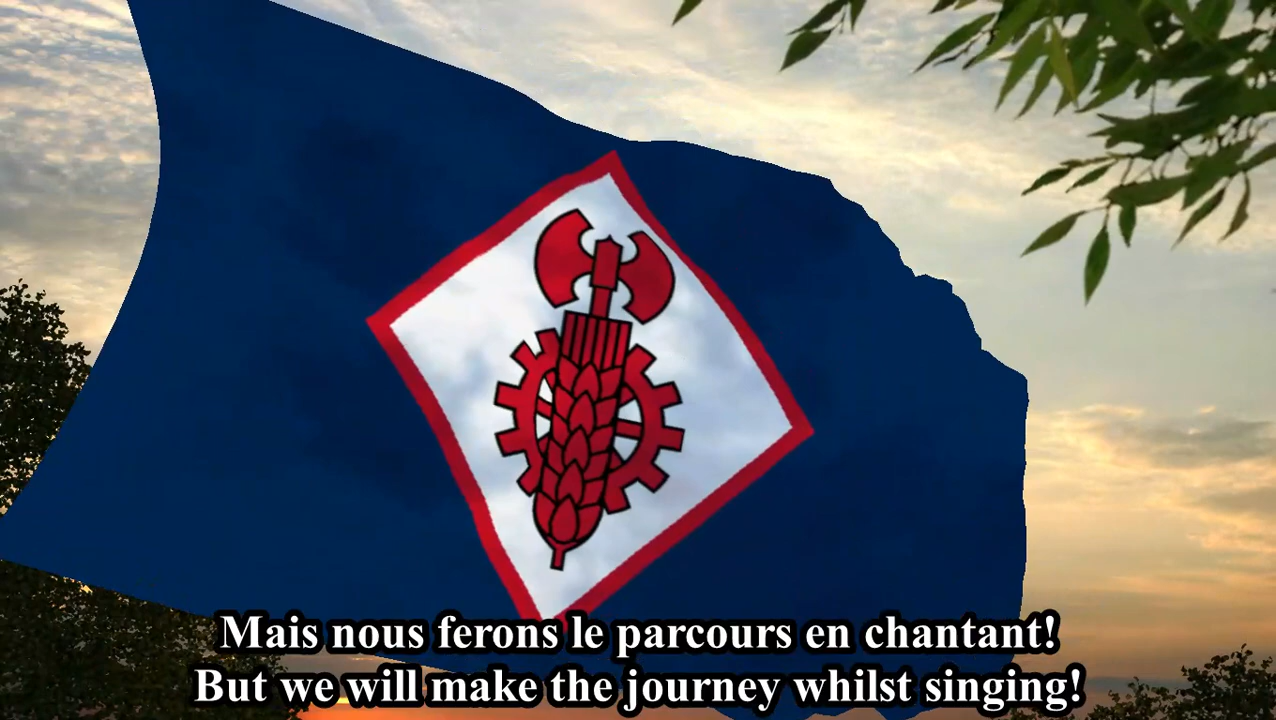 Mais nous ferons le parcours en chantant!
But we will make the journey whilst singing!